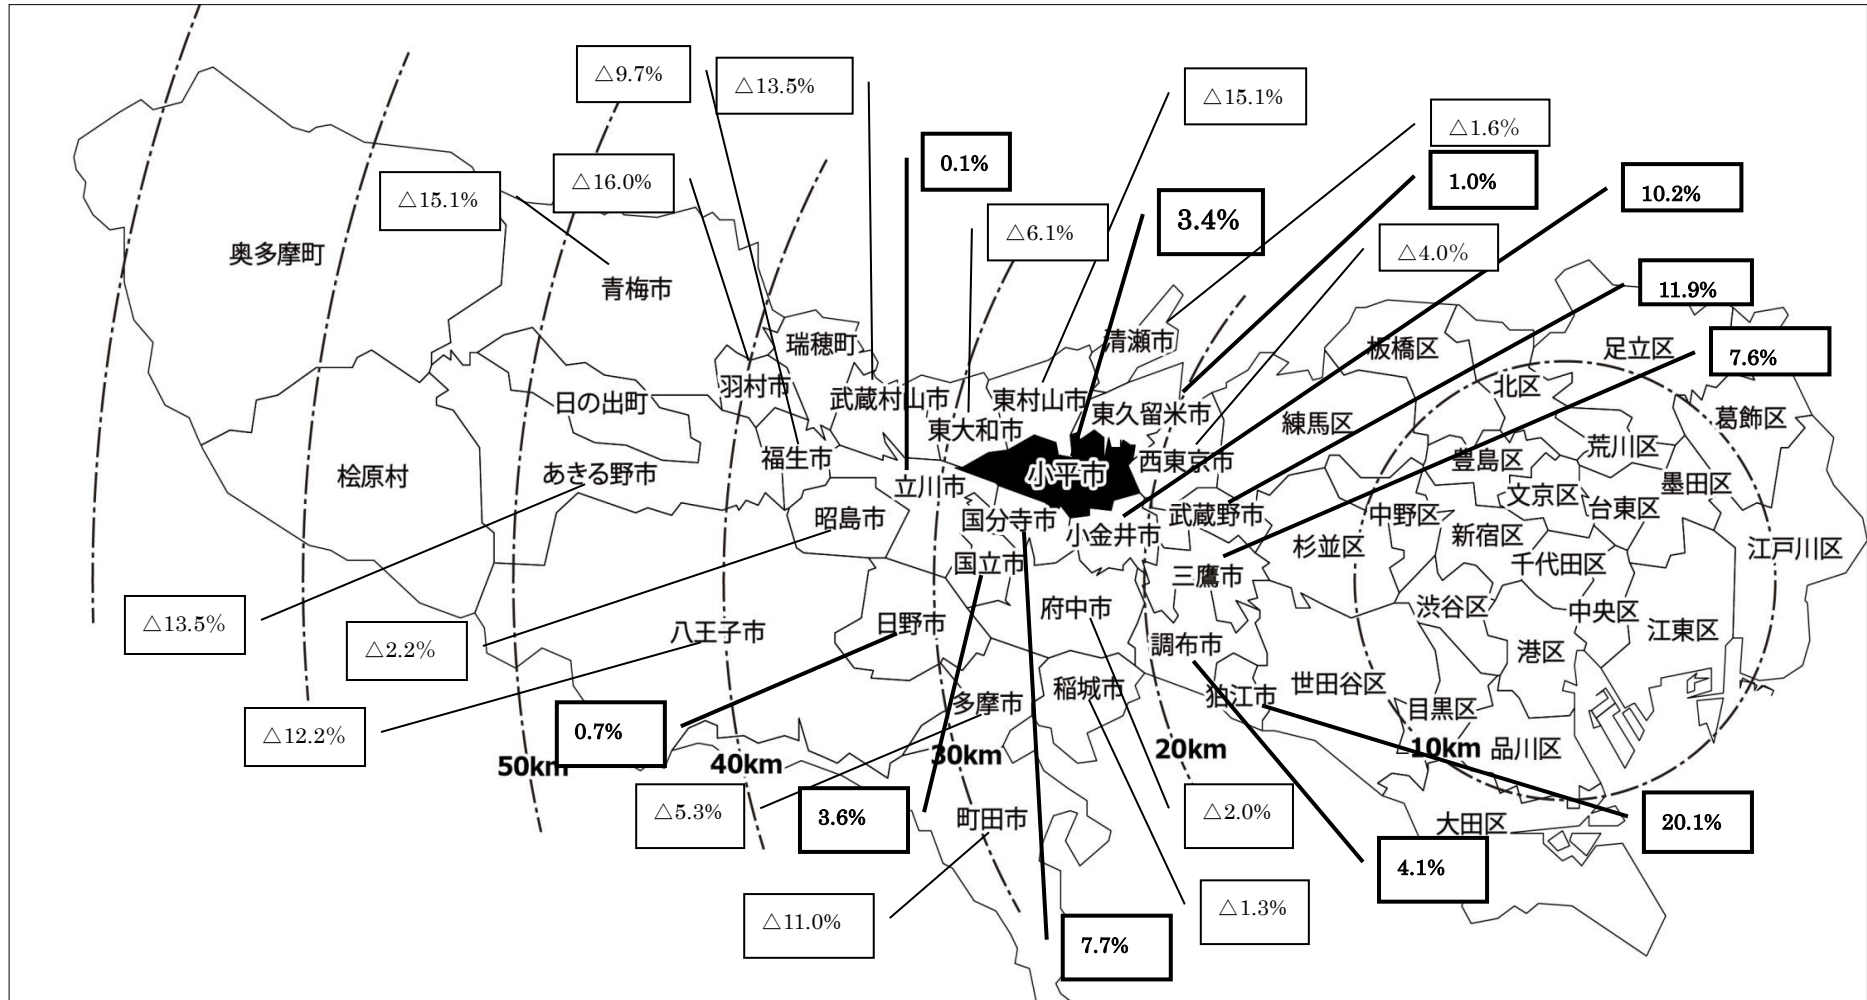 △9.7%
△13.5%
△15.1%
△1.6%
0.1%
1.0%
10.2%
△15.1%
△16.0%
△6.1%
3.4%
△4.0%
11.9%
7.6%
奥多摩町
青梅市
瑞穂町
清瀬市
板橋区
足立区
羽村市
日の出町
武蔵村山市
東村山市
東久留米市
北区
葛飾区
練馬区
東大和市
荒川区
福生市
西東京市
豊島区
桧原村
あきる野市
立川市
小平市
墨田区
文京区
台東区
昭島市
国分寺市
武蔵野市
中野区
小金井市
新宿区
杉並区
江戸川区
国立市
千代田区
三鷹市
府中市
渋谷区
中央区
△13.5%
日野市
八王子市
江東区
△2.2%
調布市
港区
稲城市
世田谷区
多摩市
狛江市
目黒区
△12.2%
0.7%
50km
40km
30km
20km
10km
品川区
△5.3%
3.6%
町田市
△2.0%
大田区
20.1%
4.1%
△11.0%
△1.3%
7.7%